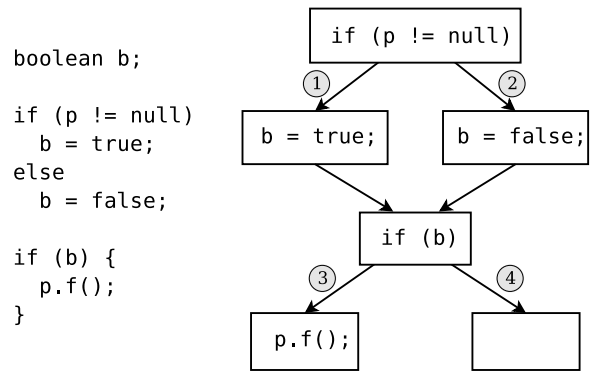 boolean b;
if (p != null)
  b = true;
else
  b = false;
if (b) {
  p.f();
}
if (p != null)
1
2
b = true;
b = false;
if (b)
3
4
p.f();